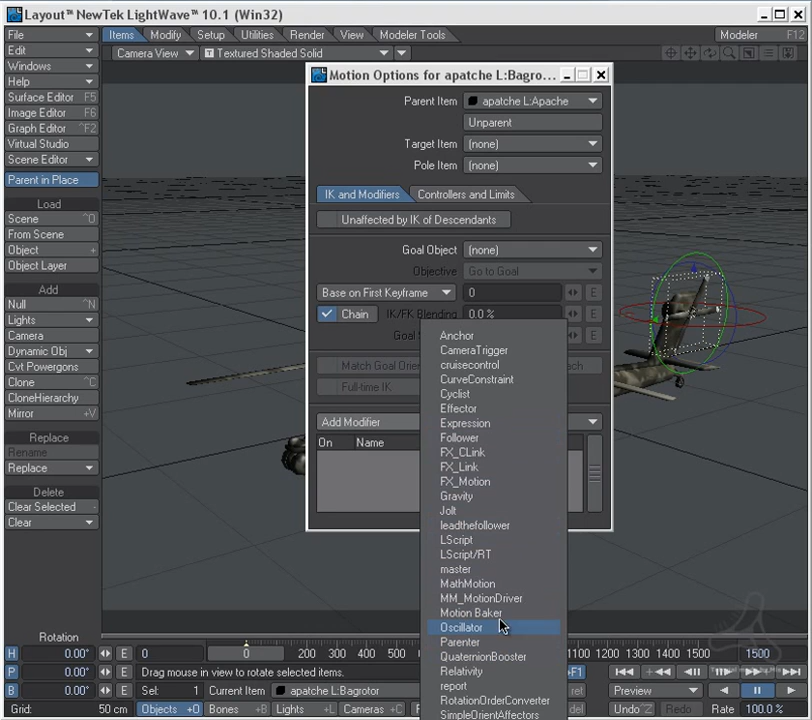 Layout™ NewTek LightWave™ 10.1 (Win32)
File
Edit
Windows
Help
Surface Editor F5
Image Editor F6
Graph Editor ^F2
Virtual Studio
Scene Editor
Parent in Place
Load
Scene ^O
From Scene
Object +
Object Layer
Add
Null ^N
Lights
Camera
Dynamic Obj
Cvt Powergons
Clone ^C
CloneHierarchy
Mirror +V
Replace
Rename
Replace
Delete
Clear Selected -
Clear
Items Modify Setup Utilities Render View Modeler Tools Modeler F12
Camera View Textured Shaded Solid
Motion Options for apatche L:Bagro...
Parent Item apatche L:Apache
Unparent
Target Item (none)
Pole Item (none)
IK and Modifiers Controllers and Limits
Unaffected by IK of Descendants
Goal Object (none)
Objective Go to Goal
Base on First Keyframe 0 E
Chain IK/FK Blending 0.0 % E
Goal E
Match Goal Orien
Full-time IK
Add Modifier
On Name
Anchor
CameraTrigger
cruisecontrol
CurveConstraint
Cyclist
Effector
Expression
Follower
FX_CLink
FX_Link
FX_Motion
Gravity
Jolt
leadthefollower
LScript
LScript/RT
master
MathMotion
MM_MotionDriver
Motion Baker
Oscillator
Parenter
QuaternionBooster
Relativity
report
RotationOrderConverter
SimpleOrientAffectors
Rotation
H 0.00° E 0 0 100 200 300 400 500 1000 1100 1200 1300 1400 1500
P 0.00° E Drag mouse in view to rotate selected items. +F1
B 0.00° E Sel: 1 Current Item apatche L:Bagrotor ret Preview
Grid: 50 cm Objects +O Bones +B Lights +L Cameras +C Undo ^Z Redo Z Rate 100.0 %